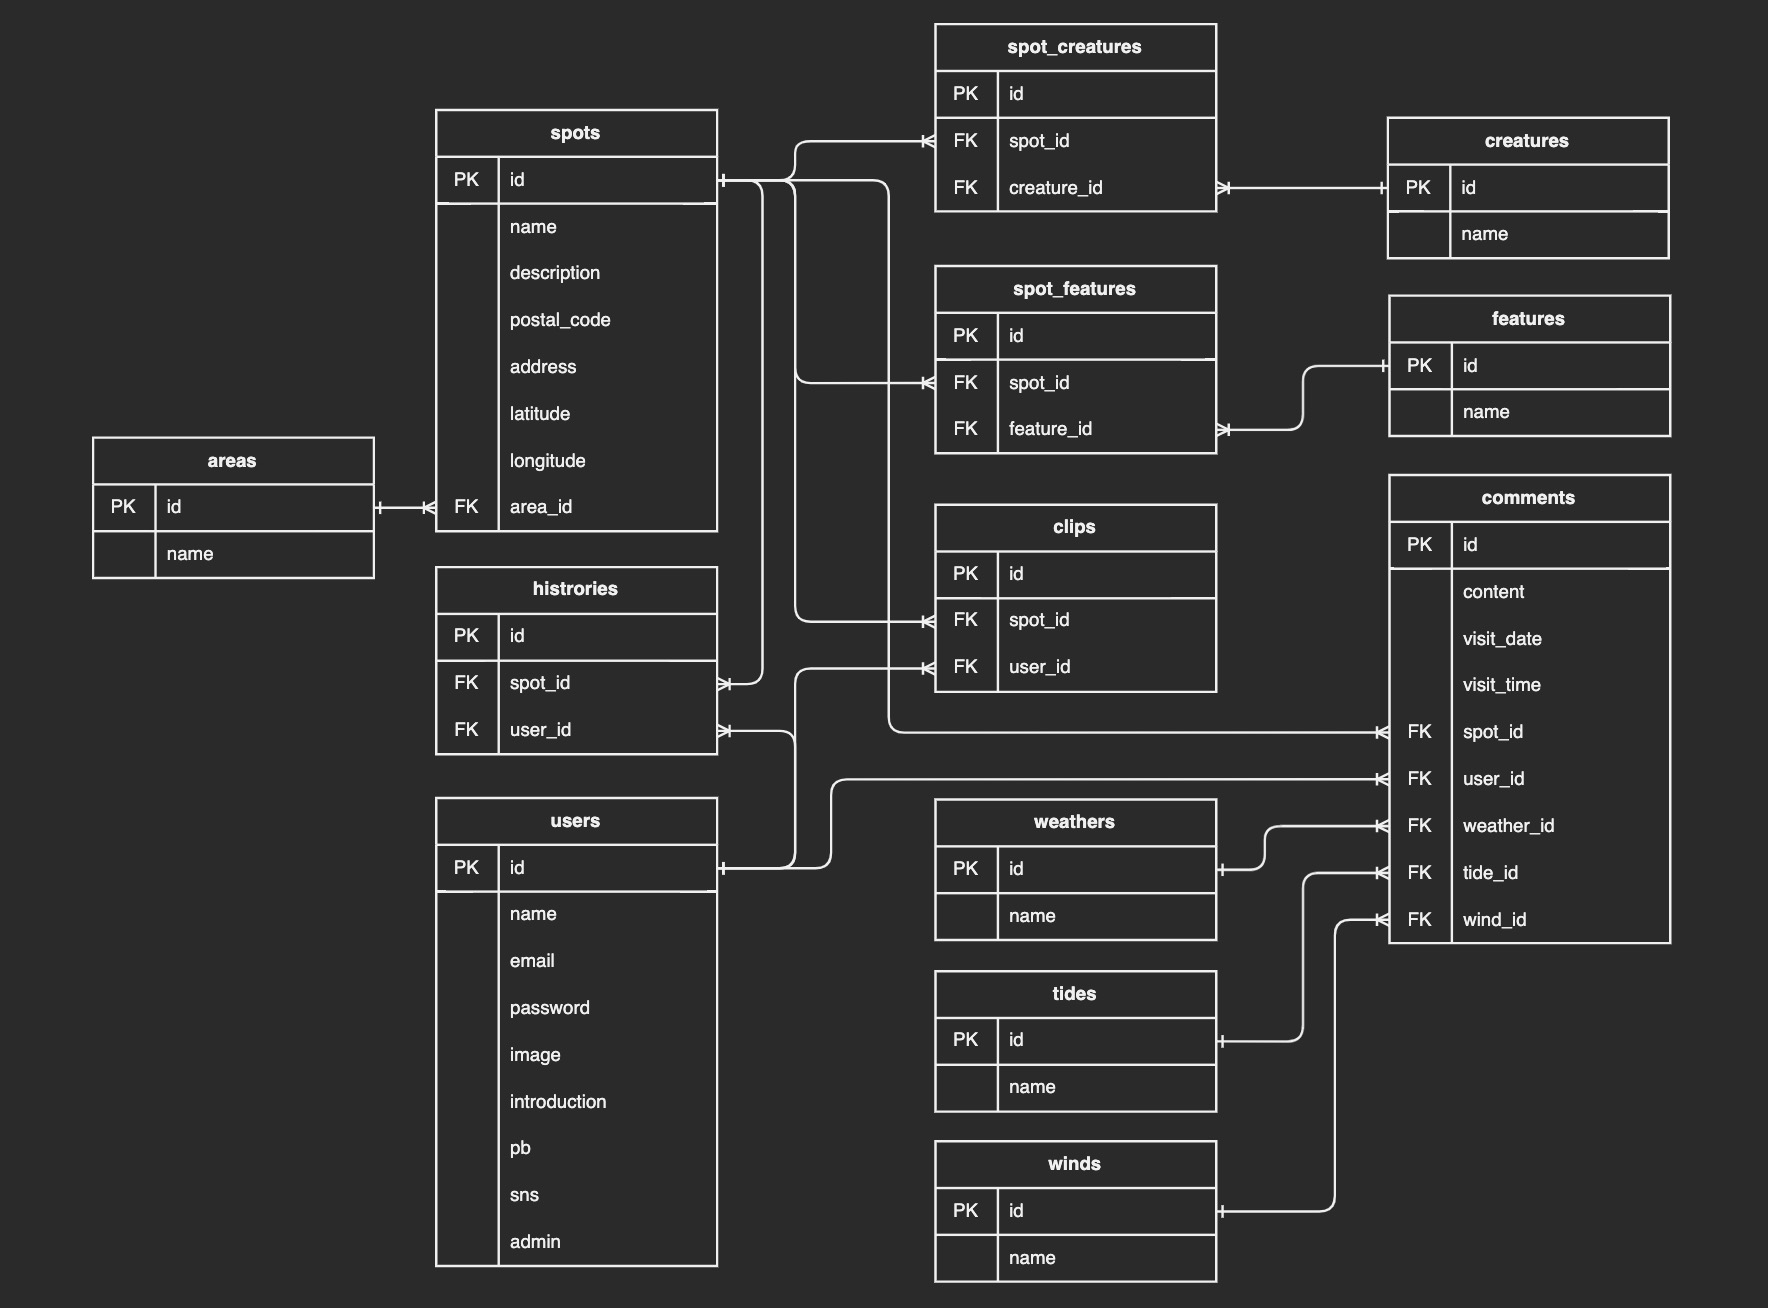 spot_creatures
PK id
FK spot_id
FK creature_id
spots
PK id
name
description
postal_code
address
latitude
longitude
FK area_id
creatures
PK id
name
spot_features
PK id
FK spot_id
FK feature_id
features
PK id
name
areas
PK id
name
clips
PK id
FK spot_id
FK user_id
comments
PK id
content
visit_date
visit_time
FK spot_id
FK user_id
FK weather_id
FK tide_id
FK wind_id
histrories
PK id
FK spot_id
FK user_id
users
PK id
name
email
password
image
introduction
pb
sns
admin
weathers
PK id
name
tides
PK id
name
winds
PK id
name